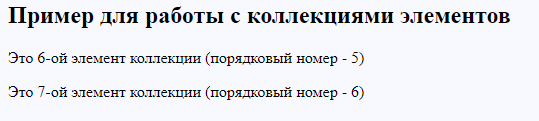 Пример для работы с коллекциями элементов
Это 6-ой элемент коллекции (порядковый номер - 5)
Это 7-ой элемент коллекции (порядковый номер - 6)